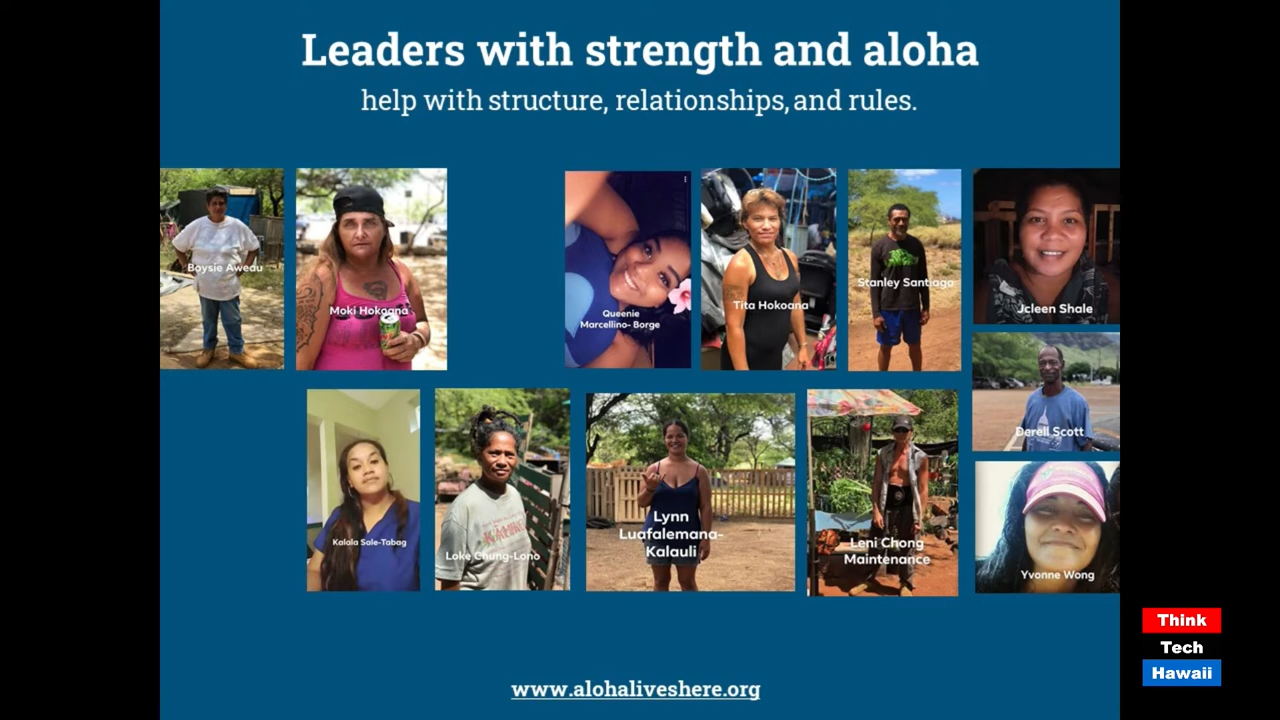 Leaders with strength and aloha
help with structure, relationships, and rules.
Boysie Aweau
Moki Hokoana
Queenie
Marcellino- Borge
Tita Hokoana
Stanley Santiago
Jcleen Shale
Derell Scott
Kalala Sale-Tabag
Loke Chung-Lono
Lynn
Luafalemana-
Kalauli
Leni Chong
Maintenance
Yvonne Wong
www.alohaliveshere.org
Think
Tech
Hawaii